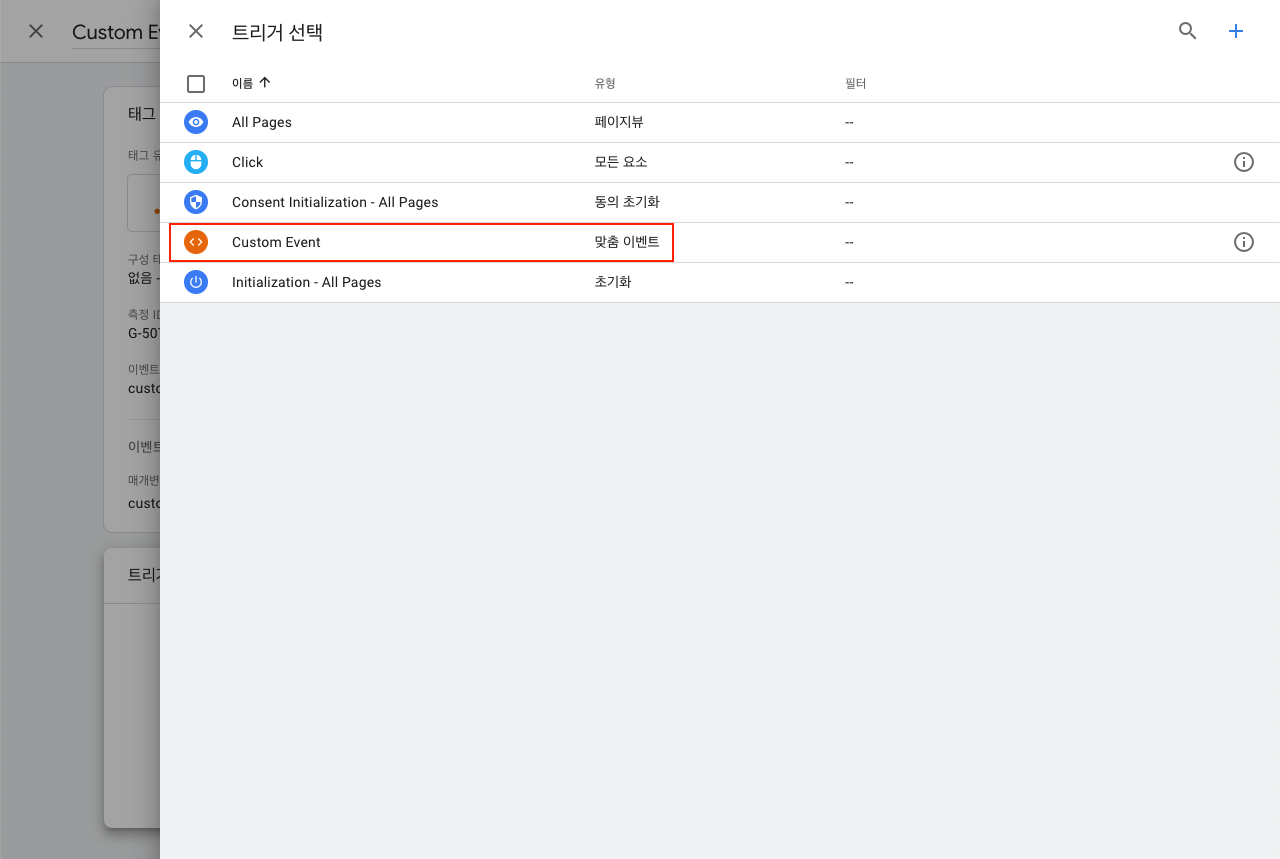 Custom Ev
트리거 선택
이름 유형 필터
All Pages 페이지뷰 --
Click 모든 요소 --
Consent Initialization - All Pages 동의 초기화 --
Custom Event 맞춤 이벤트 --
Initialization - All Pages 초기화 --
태그
태그 유
구성 태
없음 -
측정 ID
G-507
이벤트
custo
이벤트
매개변
custo
트리거